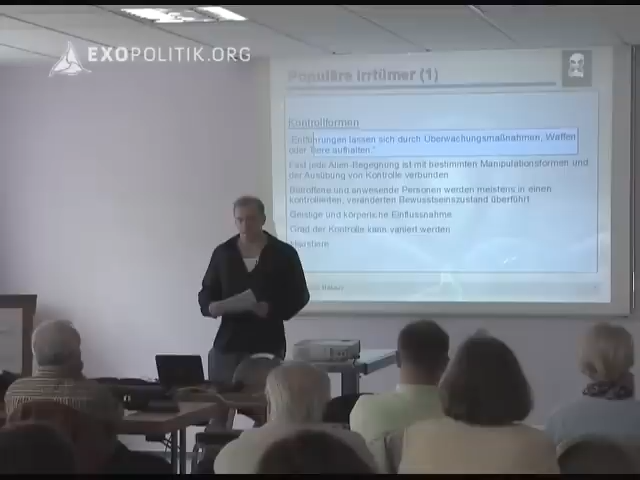 EXOPOLITIK.ORG
Populäre Irrtümer (1)
Kontrollformen
„Entführungen lassen sich durch Überwachungsmaßnahmen, Waffen
oder Tiere aufhalten."
Fast jede Alien-Begegnung ist mit bestimmten Manipulationsformen und
der Ausübung von Kontrolle verbunden
Betroffene und anwesende Personen werden meistens in einen
kontrollierten, veränderten Bewusstseinszustand überführt
Geistige und körperliche Einflussnahme
Grad der Kontrolle kann variiert werden